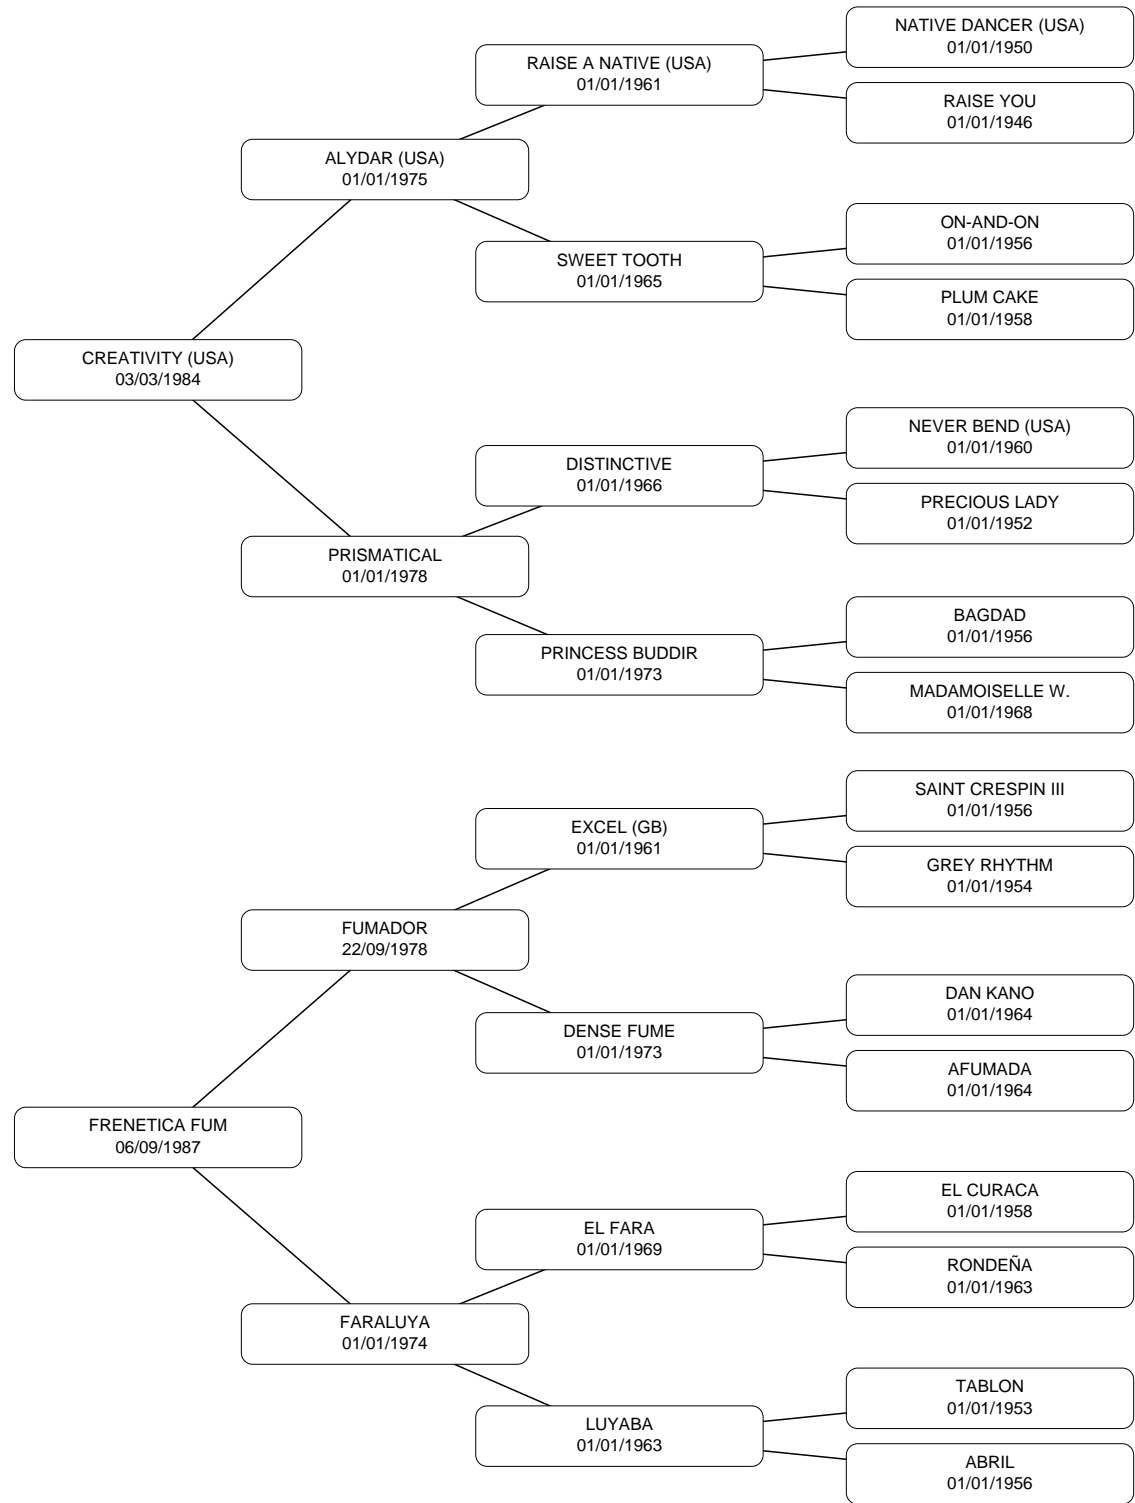 NATIVE DANCER (USA)
01/01/1950
RAISE A NATIVE (USA)
01/01/1961
RAISE YOU
01/01/1946
ALYDAR (USA)
01/01/1975
ON-AND-ON
01/01/1956
SWEET TOOTH
01/01/1965
PLUM CAKE
01/01/1958
CREATIVITY (USA)
03/03/1984
NEVER BEND (USA)
01/01/1960
DISTINCTIVE
01/01/1966
PRECIOUS LADY
01/01/1952
PRISMATICAL
01/01/1978
BAGDAD
01/01/1956
PRINCESS BUDDIR
01/01/1973
MADAMOISELLE W.
01/01/1968
SAINT CRESPIN III
01/01/1956
EXCEL (GB)
01/01/1961
GREY RHYTHM
01/01/1954
FUMADOR
22/09/1978
DAN KANO
01/01/1964
DENSE FUME
01/01/1973
AFUMADA
01/01/1964
FRENETICA FUM
06/09/1987
EL CURACA
01/01/1958
EL FARA
01/01/1969
RONDEÑA
01/01/1963
FARALUYA
01/01/1974
TABLON
01/01/1953
LUYABA
01/01/1963
ABRIL
01/01/1956